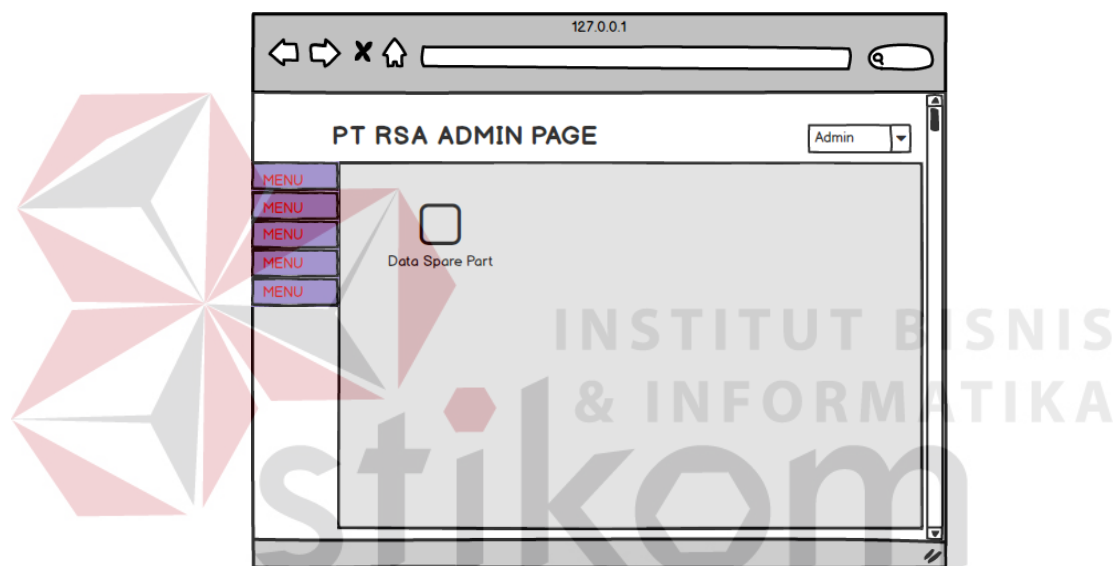 127.0.0.1
PT RSA ADMIN PAGE
Admin
MENU
MENU
MENU
MENU
MENU
Data Spare Part
INSTITUT BISNIS
& INFORMATIKA
stikom